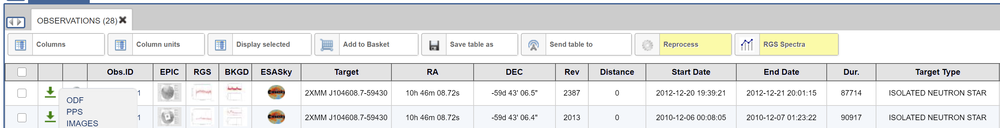 OBSERVATIONS (28)
Columns
Column units
Display selected
Add to Basket
Save table as
Send table to
Reprocess
RGS Spectra
Obs.ID EPIC RGS BKGD ESASky Target RA DEC Rev Distance Start Date End Date Dur. Target Type
1 2XMM J104608.7-59430 10h 46m 08.72s -59d 43' 06.5" 2387 0 2012-12-20 19:39:21 2012-12-21 20:01:15 87714 ISOLATED NEUTRON STAR
ODF
PPS
1 2XMM J104608.7-59430 10h 46m 08.72s -59d 43' 06.4" 2013 0 2010-12-06 00:08:05 2010-12-07 01:23:22 90917 ISOLATED NEUTRON STAR
IMAGES